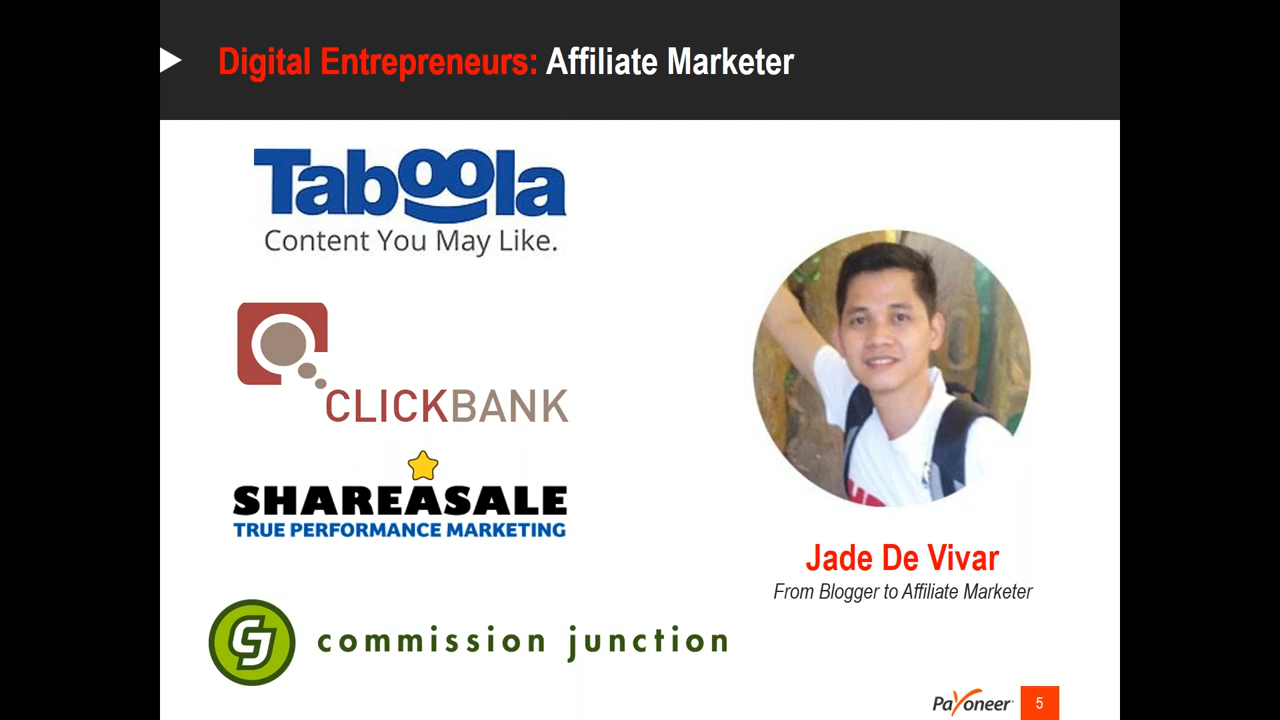 Digital Entrepreneurs: Affiliate Marketer
Taboola
Content You May Like.
CLICKBANK
SHAREASALE
TRUE PERFORMANCE MARKETING
cj commission junction
Jade De Vivar
From Blogger to Affiliate Marketer
Payoneer 5